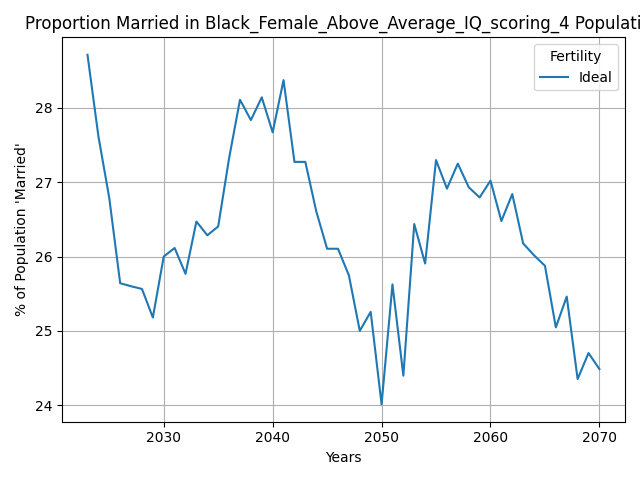 Proportion Married in Black_Female_Above_Average_IQ_scoring_4 Populati
Fertility
Ideal
% of Population 'Married'
28
27
26
25
24
2030 2040 2050 2060 2070
Years